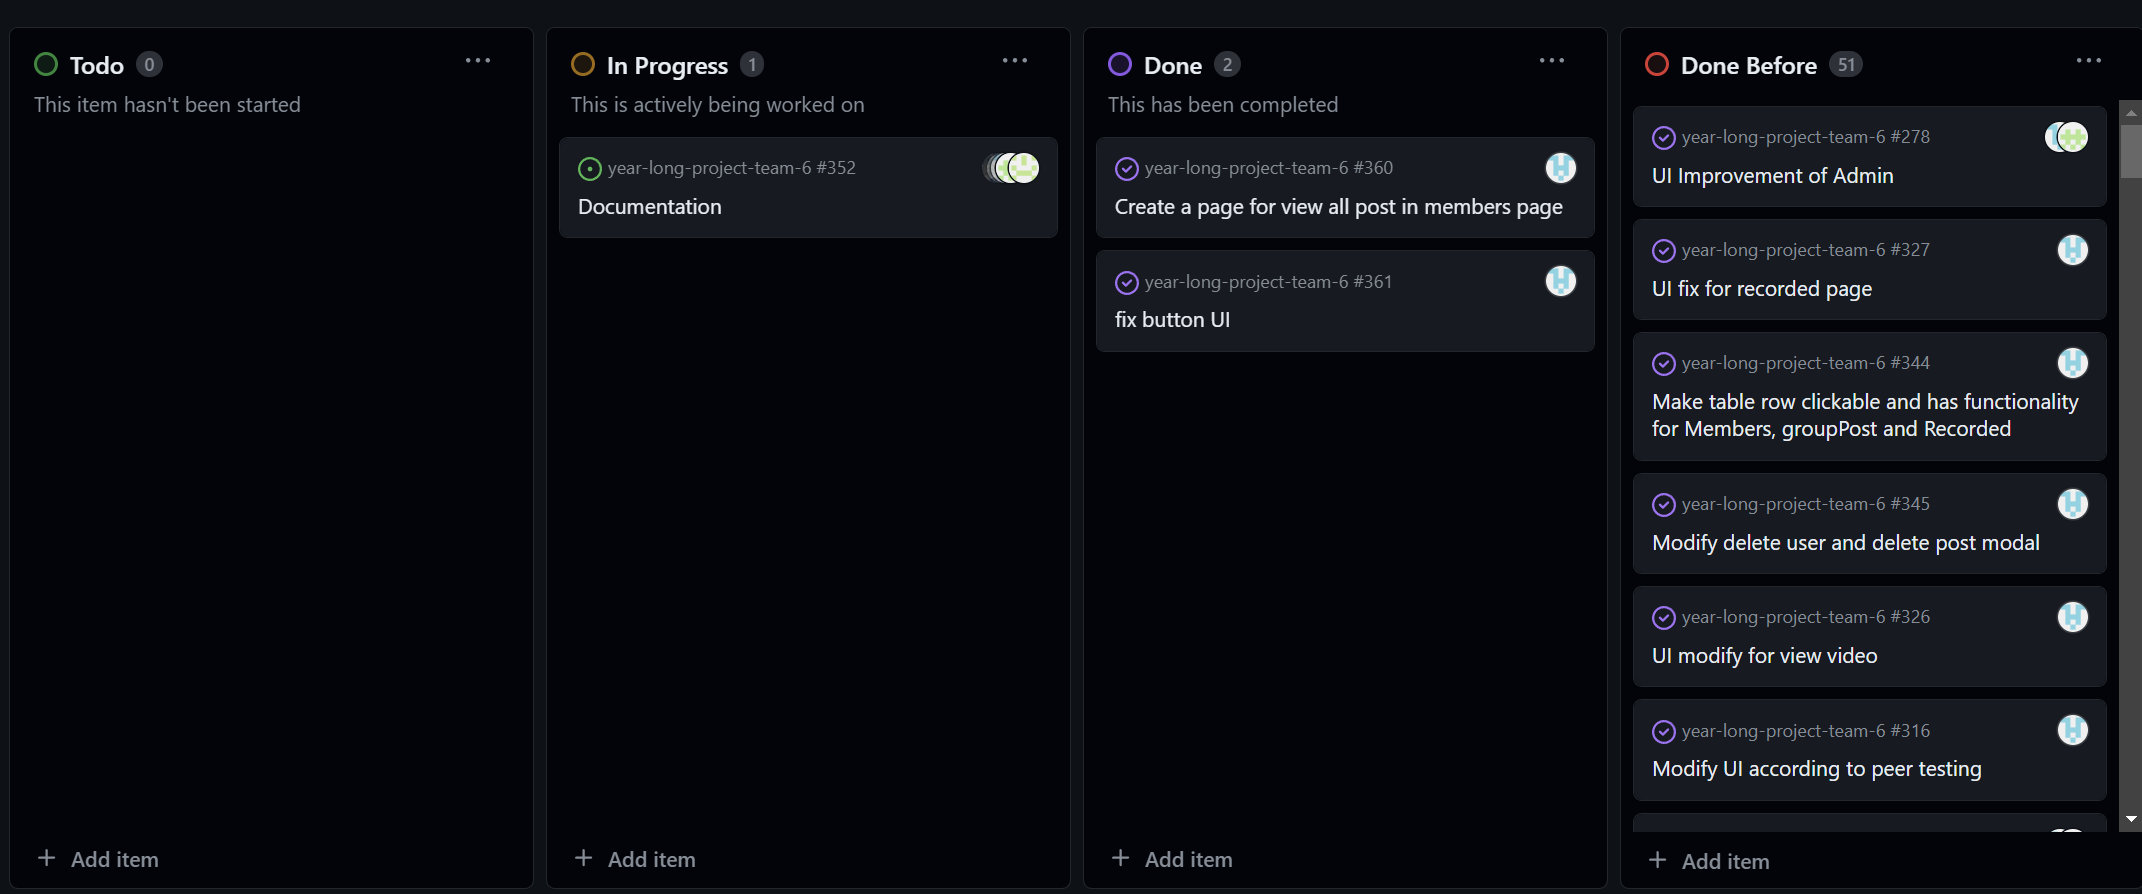 Todo 0
This item hasn't been started
Add item
In Progress 1
This is actively being worked on
year-long-project-team-6 #352
Documentation
Add item
Done 2
This has been completed
year-long-project-team-6 #360
Create a page for view all post in members page
year-long-project-team-6 #361
fix button UI
Add item
Done Before 51
year-long-project-team-6 #278
UI Improvement of Admin
year-long-project-team-6 #327
UI fix for recorded page
year-long-project-team-6 #344
Make table row clickable and has functionality
for Members, groupPost and Recorded
year-long-project-team-6 #345
Modify delete user and delete post modal
year-long-project-team-6 #326
UI modify for view video
year-long-project-team-6 #316
Modify UI according to peer testing
Add item